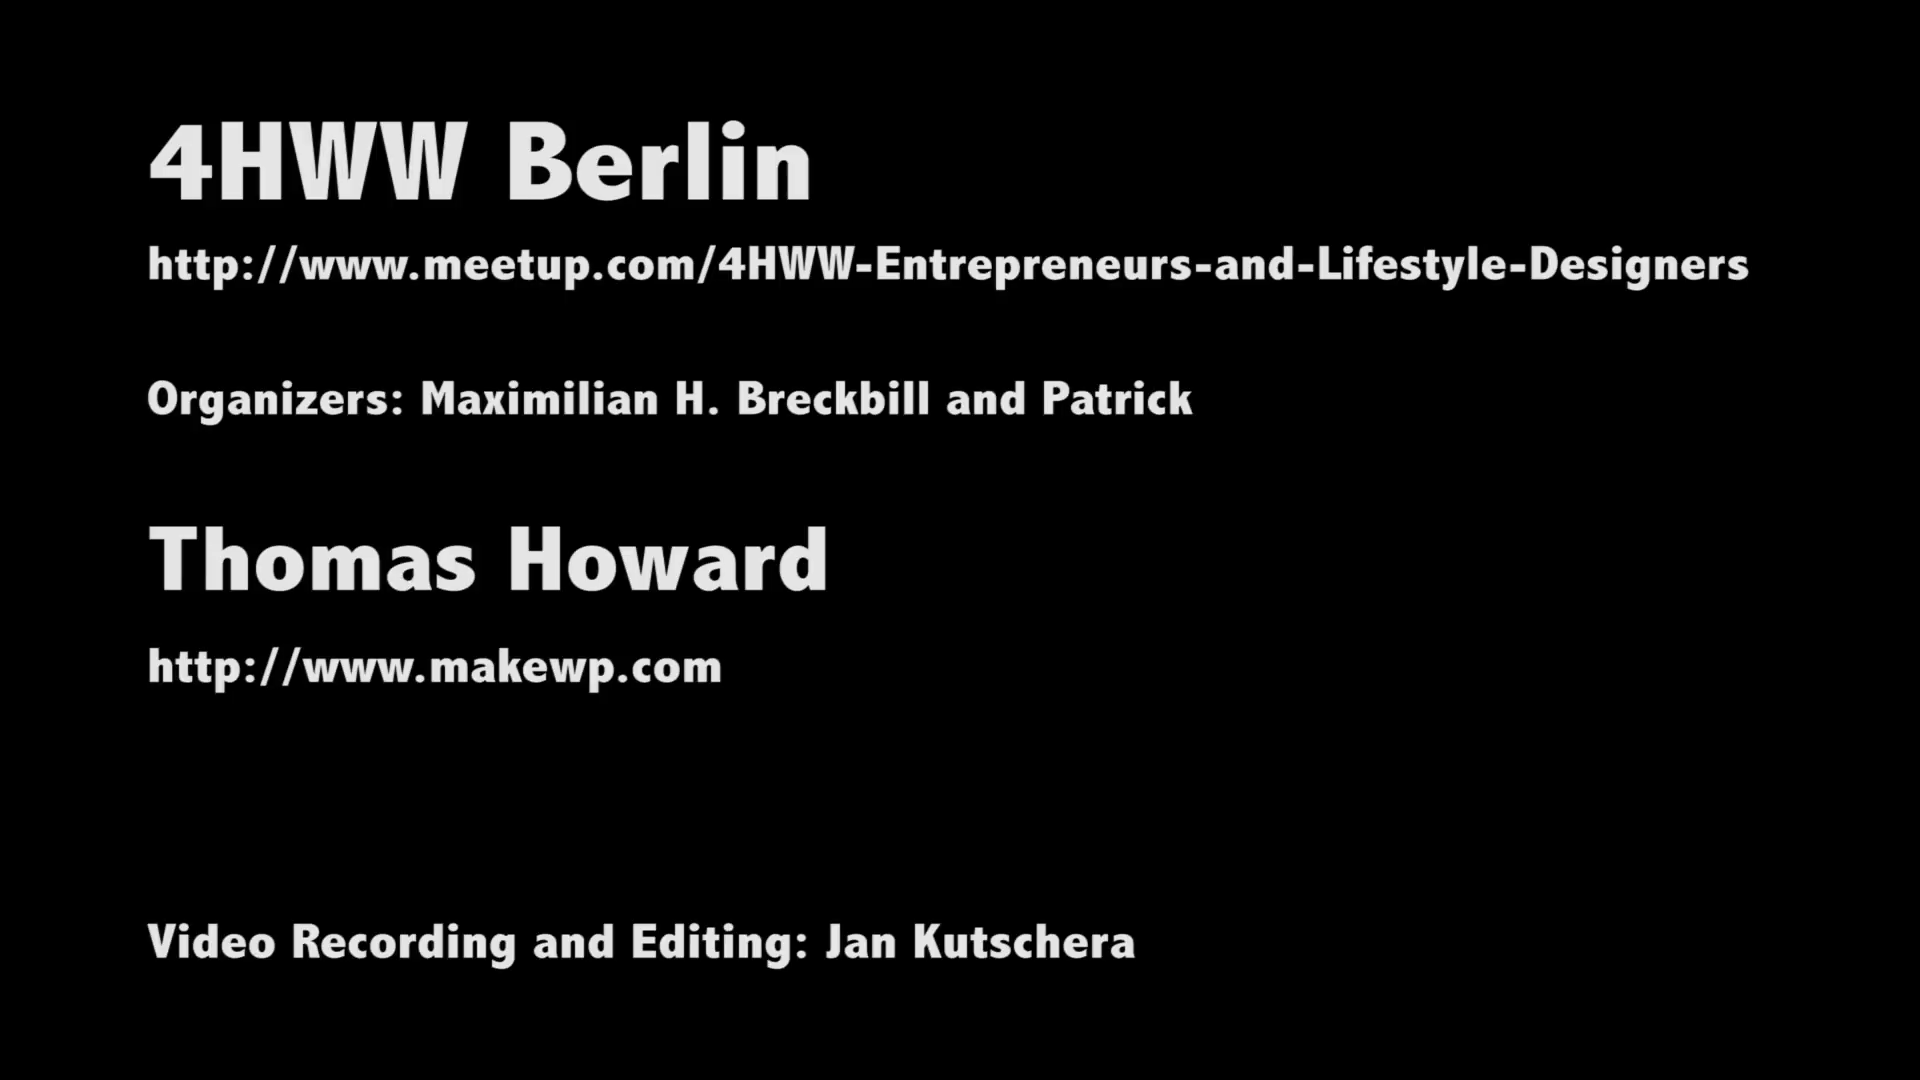 4HWW Berlin
http://www.meetup.com/4HWW-Entrepreneurs-and-Lifestyle-Designers
Organizers: Maximilian H. Breckbill and Patrick
Thomas Howard
http://www.makewp.com
Video Recording and Editing: Jan Kutschera